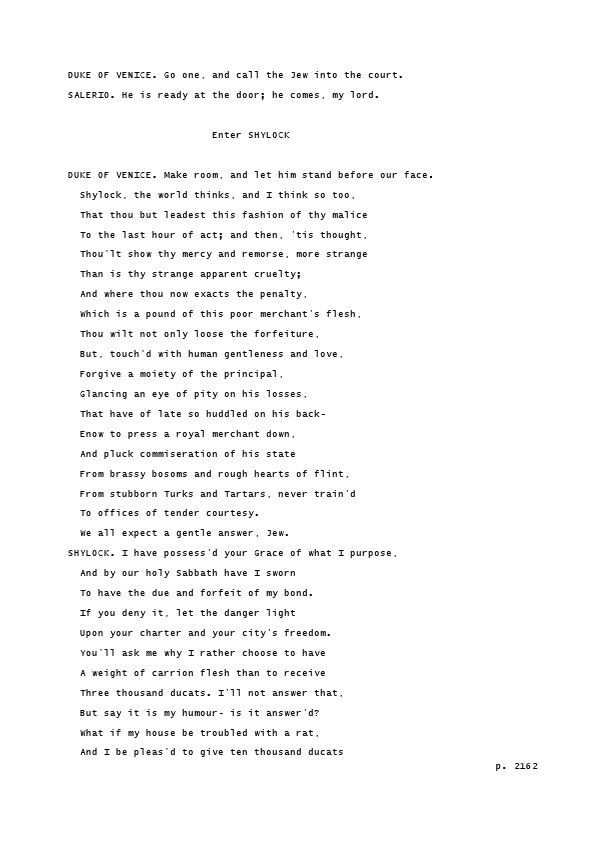 DUKE OF VENICE. Go one, and call the Jew into the court.
SALERIO. He is ready at the door; he comes, my lord.
Enter SHYLOCK
DUKE OF VENICE. Make room, and let him stand before our face.
Shylock, the world thinks, and I think so too,
That thou but leadest this fashion of thy malice
To the last hour of act; and then, 'tis thought,
Thou'lt show thy mercy and remorse, more strange
Than is thy strange apparent cruelty;
And where thou now exacts the penalty,
Which is a pound of this poor merchant's flesh,
Thou wilt not only loose the forfeiture,
But, touch'd with human gentleness and love,
Forgive a moiety of the principal,
Glancing an eye of pity on his losses,
That have of late so huddled on his back-
Enow to press a royal merchant down,
And pluck commiseration of his state
From brassy bosoms and rough hearts of flint,
From stubborn Turks and Tartars, never train'd
To offices of tender courtesy.
We all expect a gentle answer, Jew.
SHYLOCK. I have possess'd your Grace of what I purpose,
And by our holy Sabbath have I sworn
To have the due and forfeit of my bond.
If you deny it, let the danger light
Upon your charter and your city's freedom.
You'll ask me why I rather choose to have
A weight of carrion flesh than to receive
Three thousand ducats. I'll not answer that,
But say it is my humour- is it answer'd?
What if my house be troubled with a rat,
And I be pleas'd to give ten thousand ducats
p. 2162